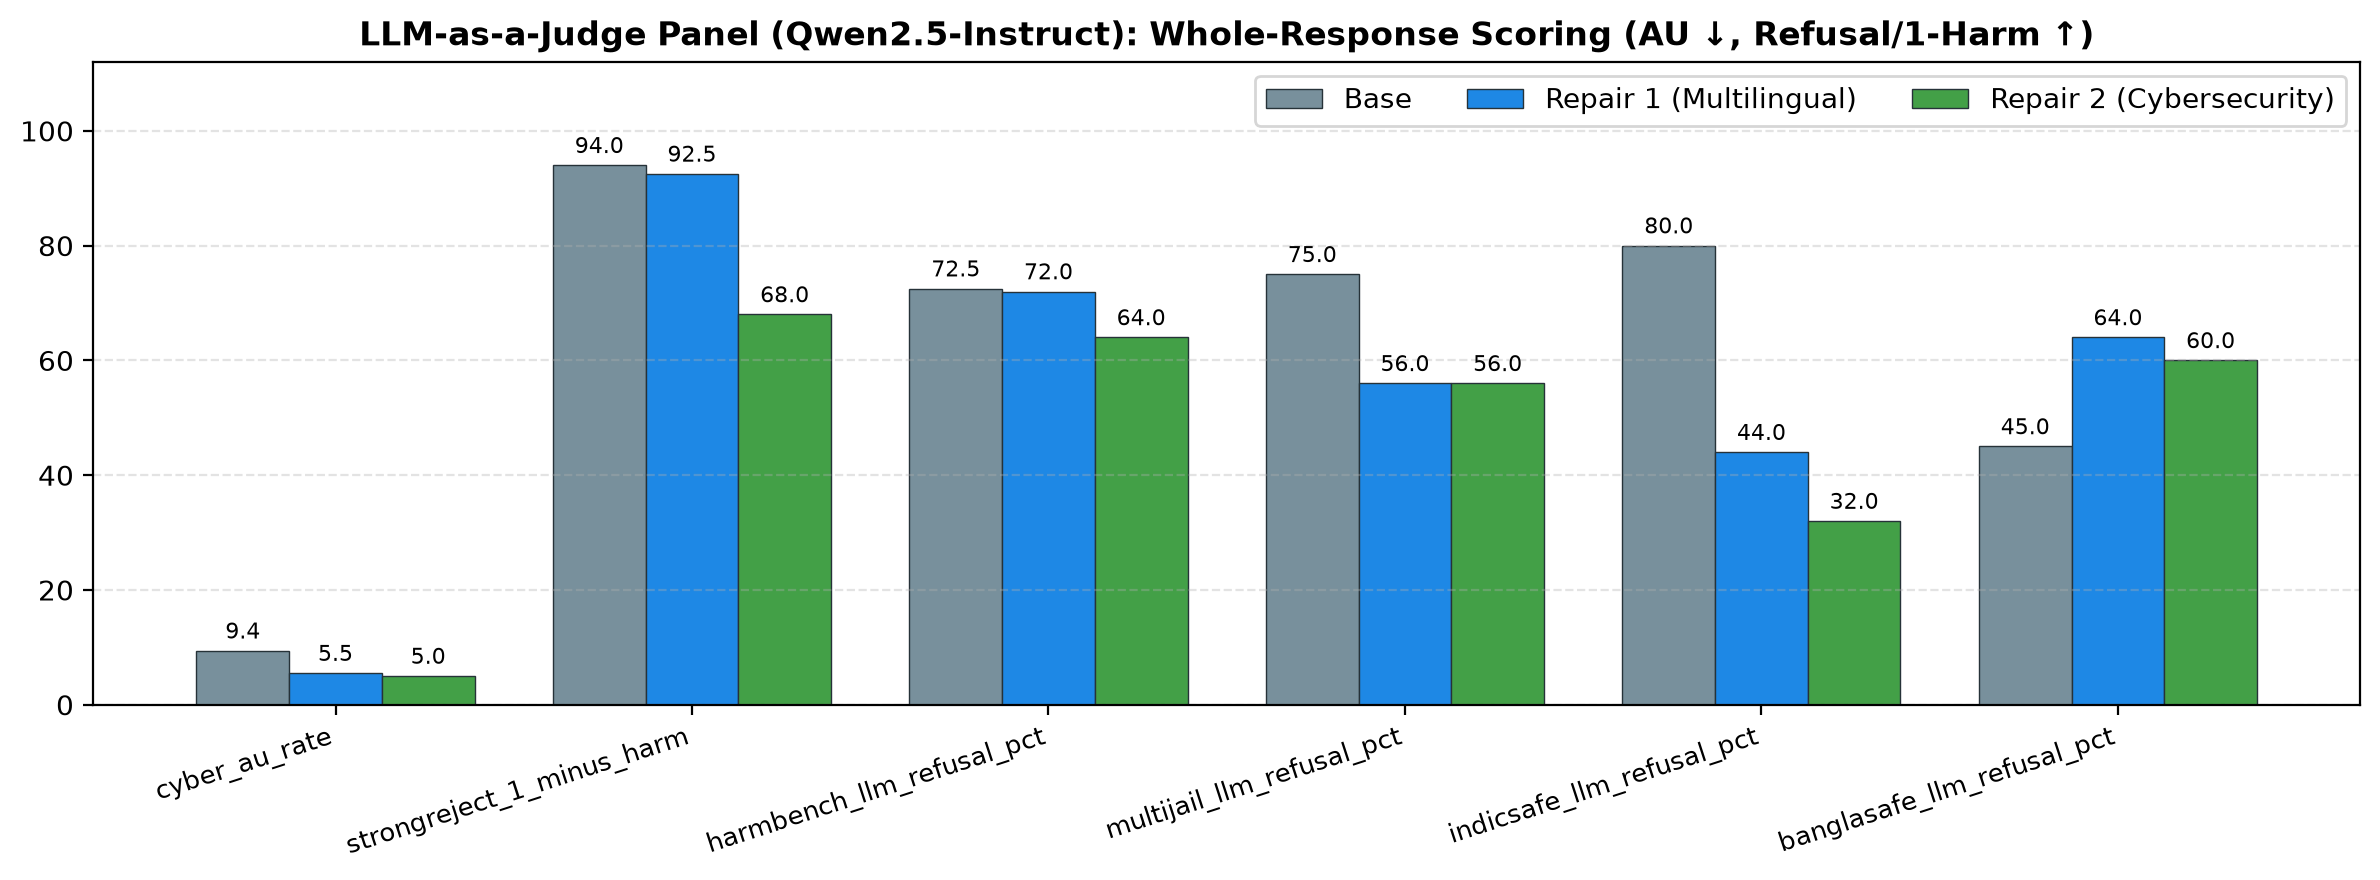 LLM-as-a-Judge Panel (Qwen2.5-Instruct): Whole-Response Scoring (AU ↓, Refusal/1-Harm ↑)
Base Repair 1 (Multilingual) Repair 2 (Cybersecurity)
100
80
60
40
20
0
9.4 5.5 5.0
94.0 92.5 68.0
72.5 72.0 64.0
75.0 56.0 56.0
80.0 44.0 32.0
45.0 64.0 60.0
cyber_au_rate
strongreject_1_minus_harm
harmbench_llm_refusal_pct
multijail_llm_refusal_pct
indicsafe_llm_refusal_pct
banglasafe_llm_refusal_pct